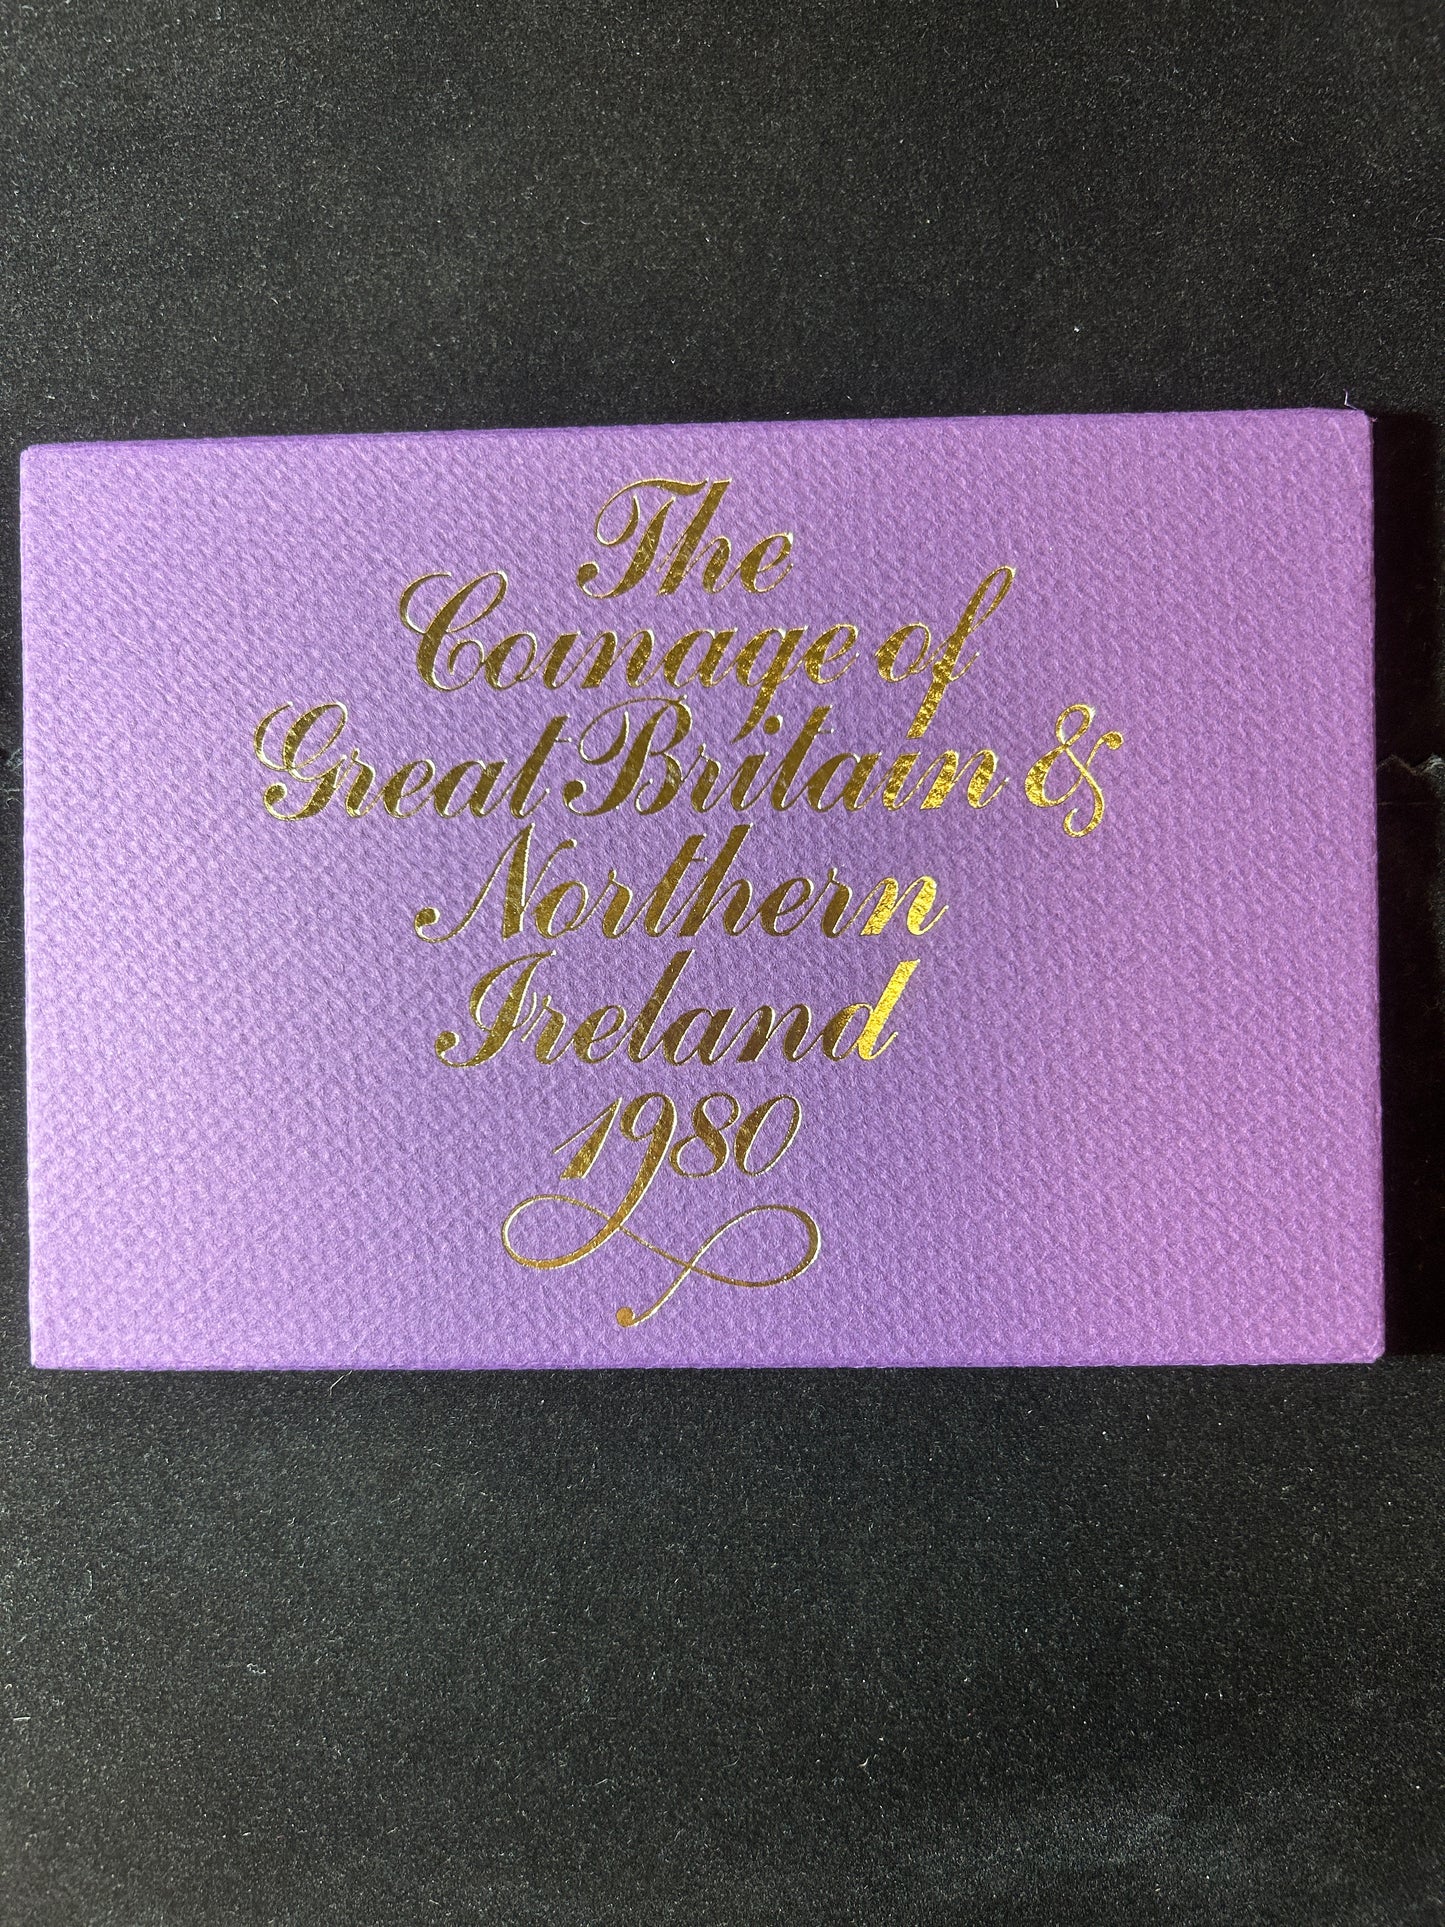 The
Coinage of
Great Britain &
Northern
Ireland
1980